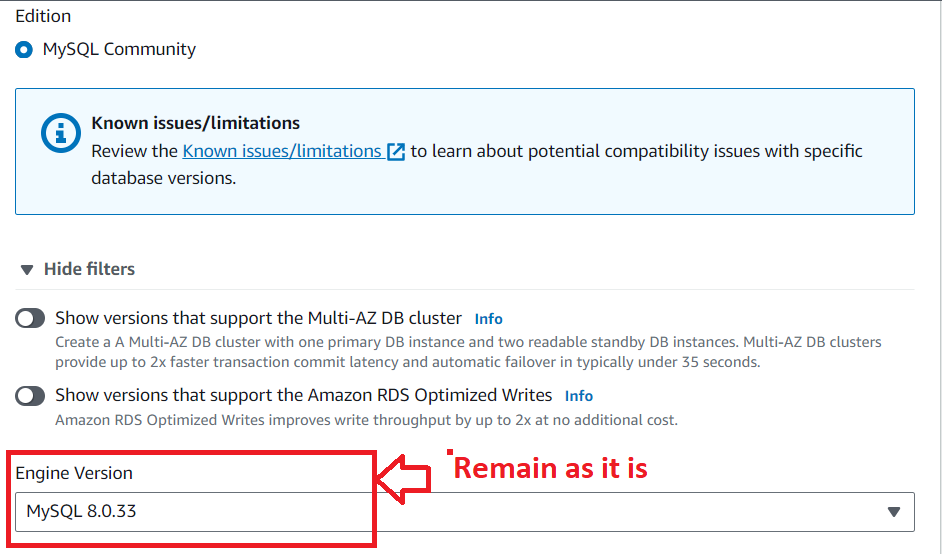 Edition
MySQL Community
Known issues/limitations
Review the Known issues/limitations to learn about potential compatibility issues with specific
database versions.
Hide filters
Show versions that support the Multi-AZ DB cluster Info
Create a A Multi-AZ DB cluster with one primary DB instance and two readable standby DB instances. Multi-AZ DB clusters
provide up to 2x faster transaction commit latency and automatic failover in typically under 35 seconds.
Show versions that support the Amazon RDS Optimized Writes Info
Amazon RDS Optimized Writes improves write throughput by up to 2x at no additional cost.
Engine Version
Remain as it is
MySQL 8.0.33